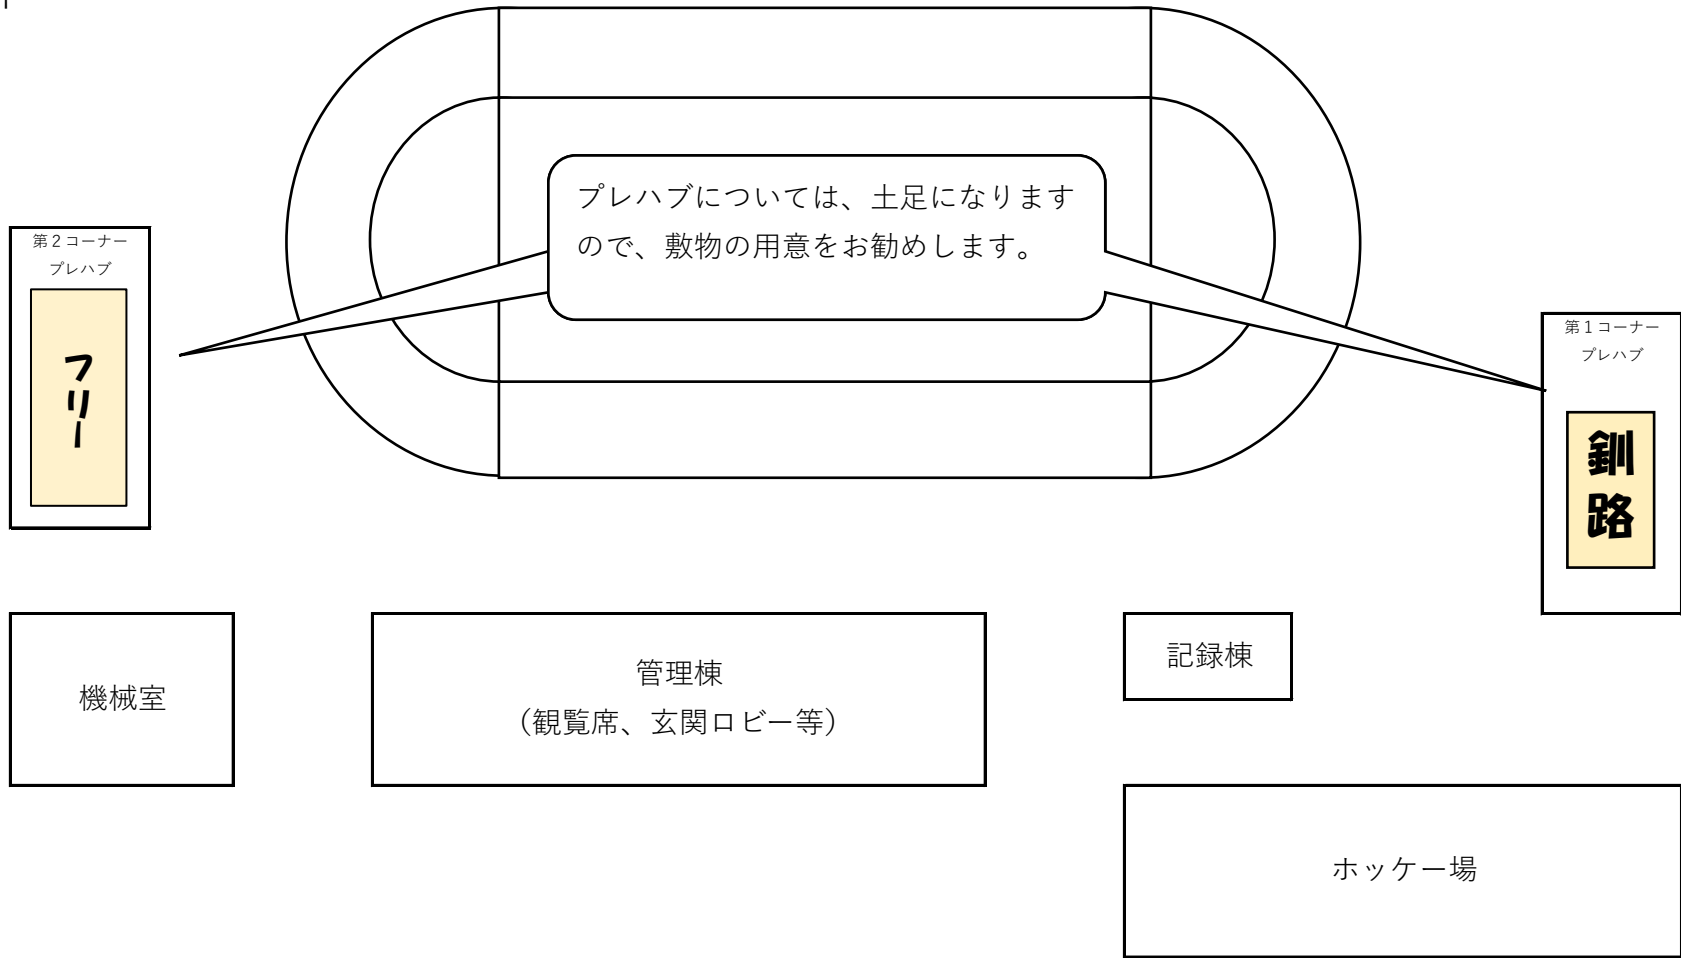 プレハブについては、土足になります
ので、敷物の用意をお勧めします。
第２コーナー
プレハブ
フリー
第１コーナー
プレハブ
釧路
機械室
管理棟
（観覧席、玄関ロビー等）
記録棟
ホッケー場